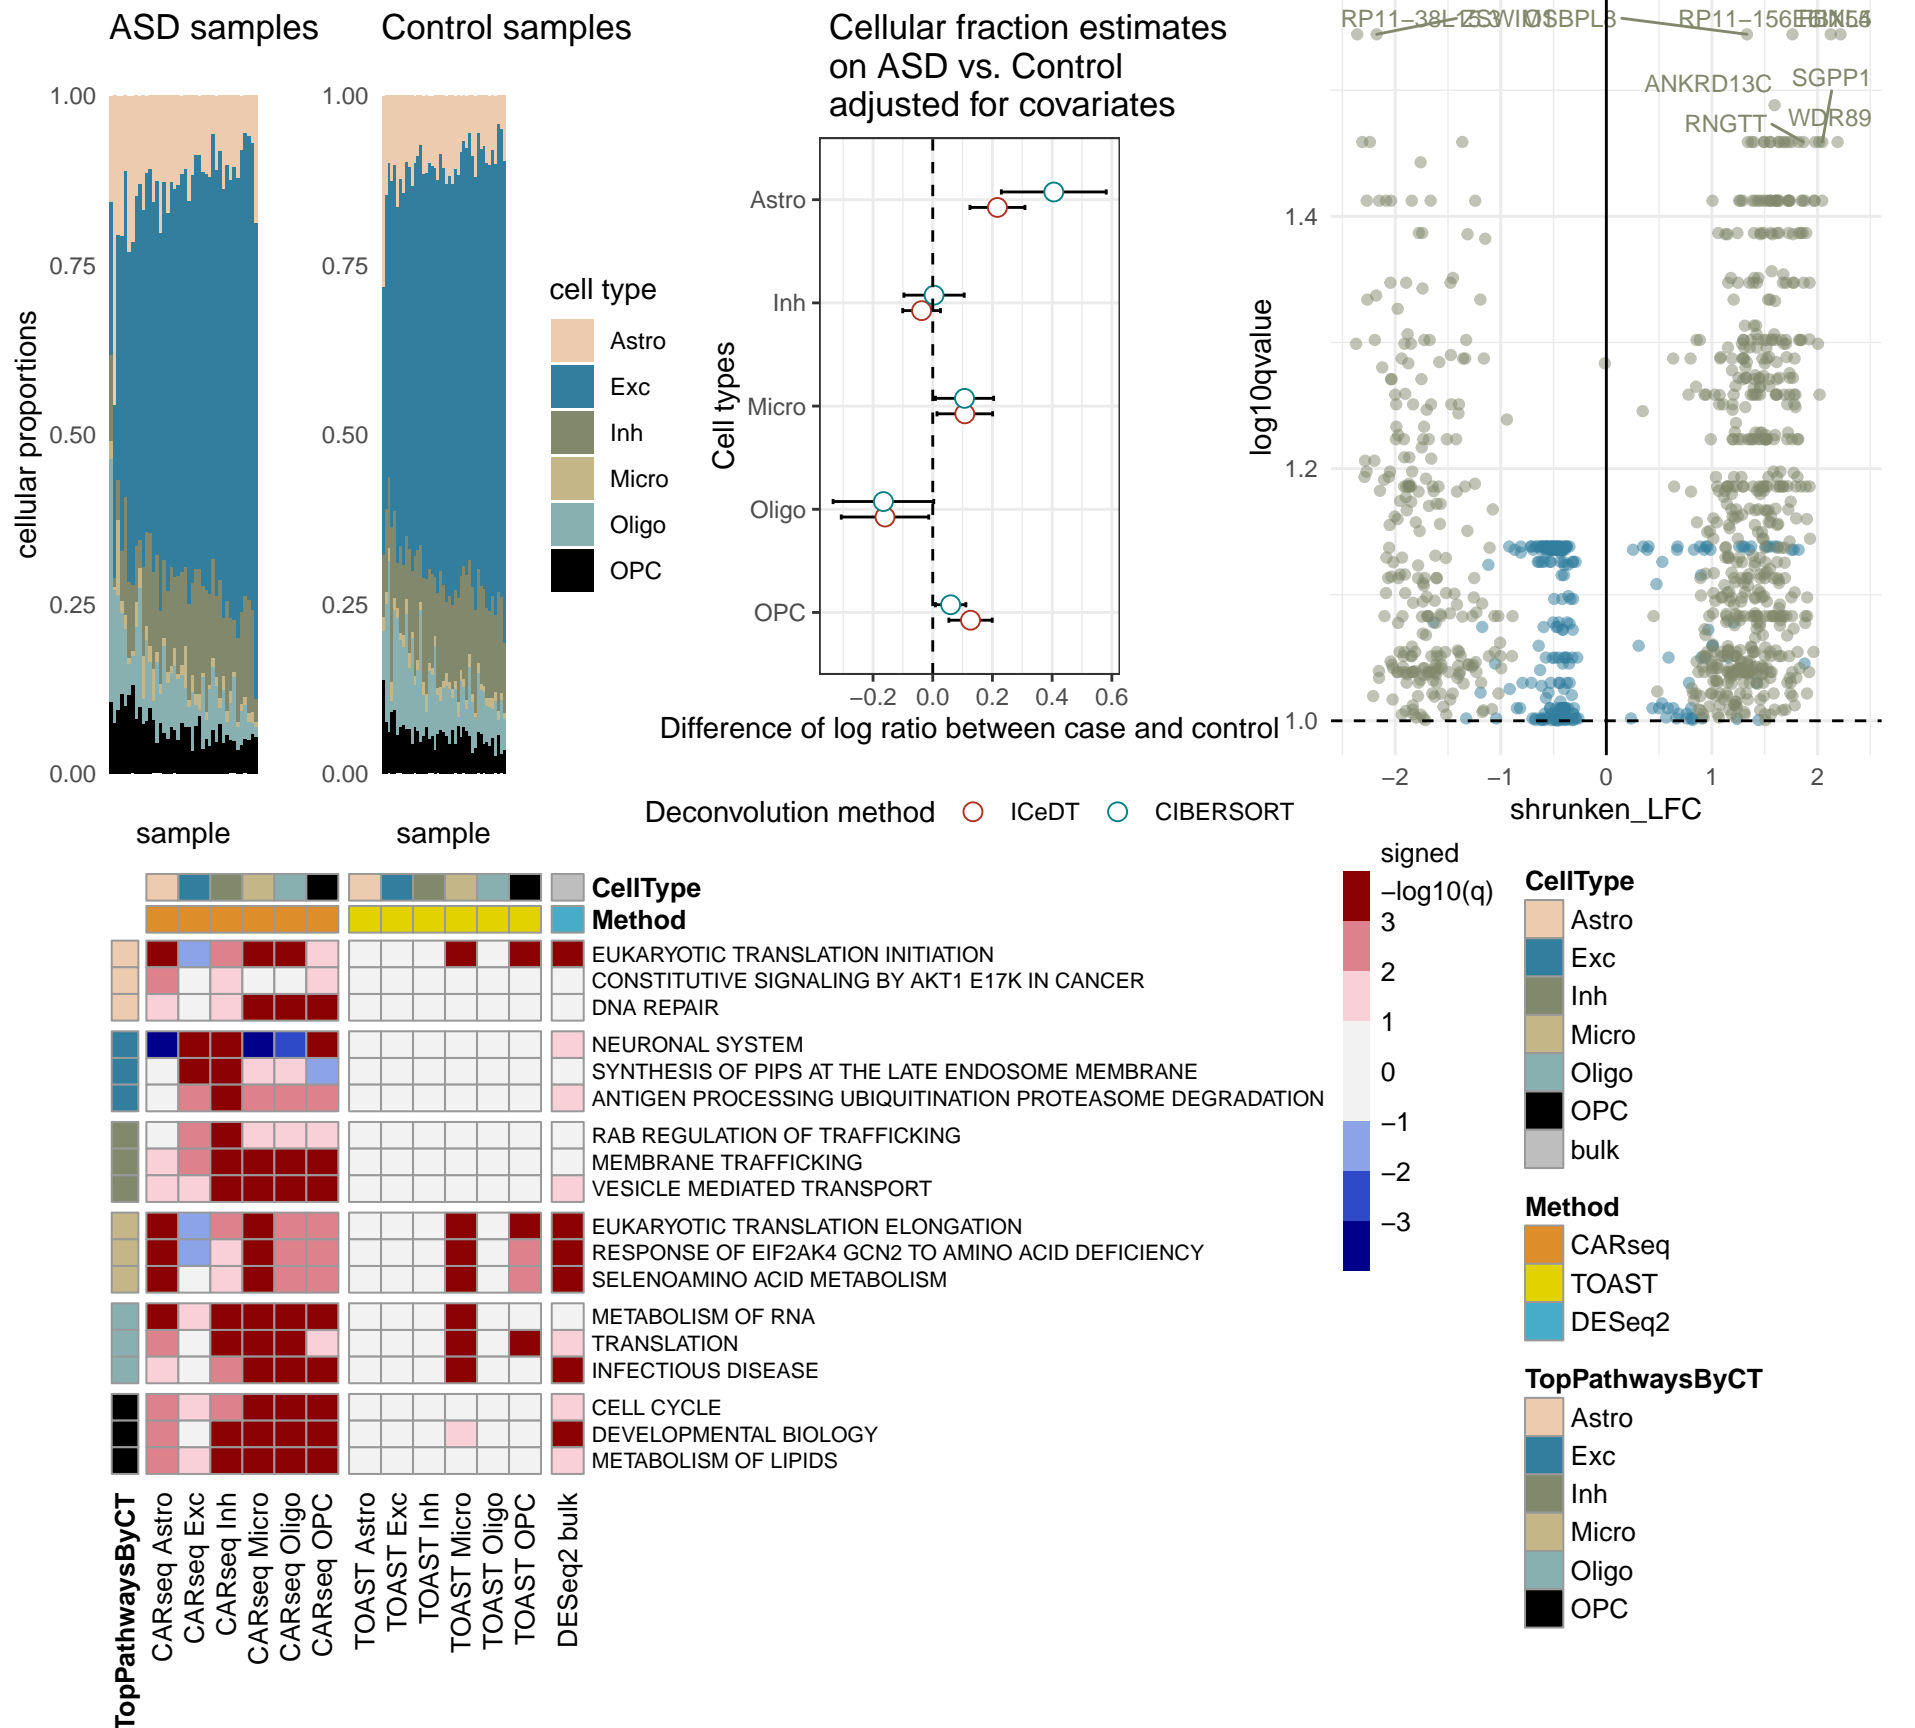 ASD samples
1.00
0.75
0.50
0.25
0.00
cellular proportions
sample
Control samples
1.00
0.75
0.50
0.25
0.00
sample
cell type
Astro
Exc
Inh
Micro
Oligo
OPC
Cellular fraction estimates
on ASD vs. Control
adjusted for covariates
Cell types
Astro
Inh
Micro
Oligo
OPC
−0.2 0.0 0.2 0.4 0.6
Difference of log ratio between case and control
Deconvolution method ICeDT CIBERSORT
ANKRD13C SGPP1
RNGTT WDR89
log10qvalue
1.4
1.2
1.0
−2 −1 0 1 2
shrunken_LFC
CellType
Method
EUKARYOTIC TRANSLATION INITIATION
CONSTITUTIVE SIGNALING BY AKT1 E17K IN CANCER
DNA REPAIR
NEURONAL SYSTEM
SYNTHESIS OF PIPS AT THE LATE ENDOSOME MEMBRANE
ANTIGEN PROCESSING UBIQUITINATION PROTEASOME DEGRADATION
RAB REGULATION OF TRAFFICKING
MEMBRANE TRAFFICKING
VESICLE MEDIATED TRANSPORT
EUKARYOTIC TRANSLATION ELONGATION
RESPONSE OF EIF2AK4 GCN2 TO AMINO ACID DEFICIENCY
SELENOAMINO ACID METABOLISM
METABOLISM OF RNA
TRANSLATION
INFECTIOUS DISEASE
CELL CYCLE
DEVELOPMENTAL BIOLOGY
METABOLISM OF LIPIDS
TopPathwaysByCT
CARseq Astro
CARseq Exc
CARseq Inh
CARseq Micro
CARseq Oligo
CARseq OPC
TOAST Astro
TOAST Exc
TOAST Inh
TOAST Micro
TOAST Oligo
TOAST OPC
DESeq2 bulk
signed
−log10(q)
3
2
1
0
−1
−2
−3
CellType
Astro
Exc
Inh
Micro
Oligo
OPC
bulk
Method
CARseq
TOAST
DESeq2
TopPathwaysByCT
Astro
Exc
Inh
Micro
Oligo
OPC